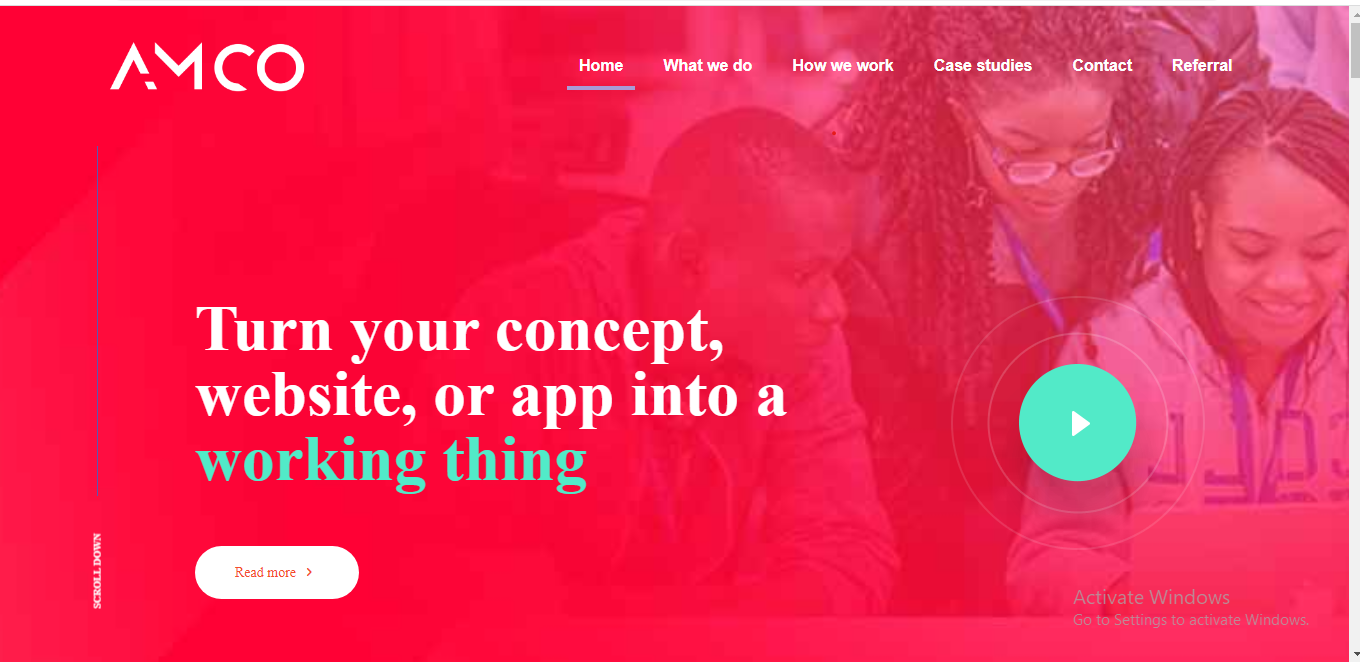 AMCO
Home What we do How we work Case studies Contact Referral
Turn your concept,
website, or app into a
working thing
Read more
SCROLL DOWN
Activate Windows
Go to Settings to activate Windows.